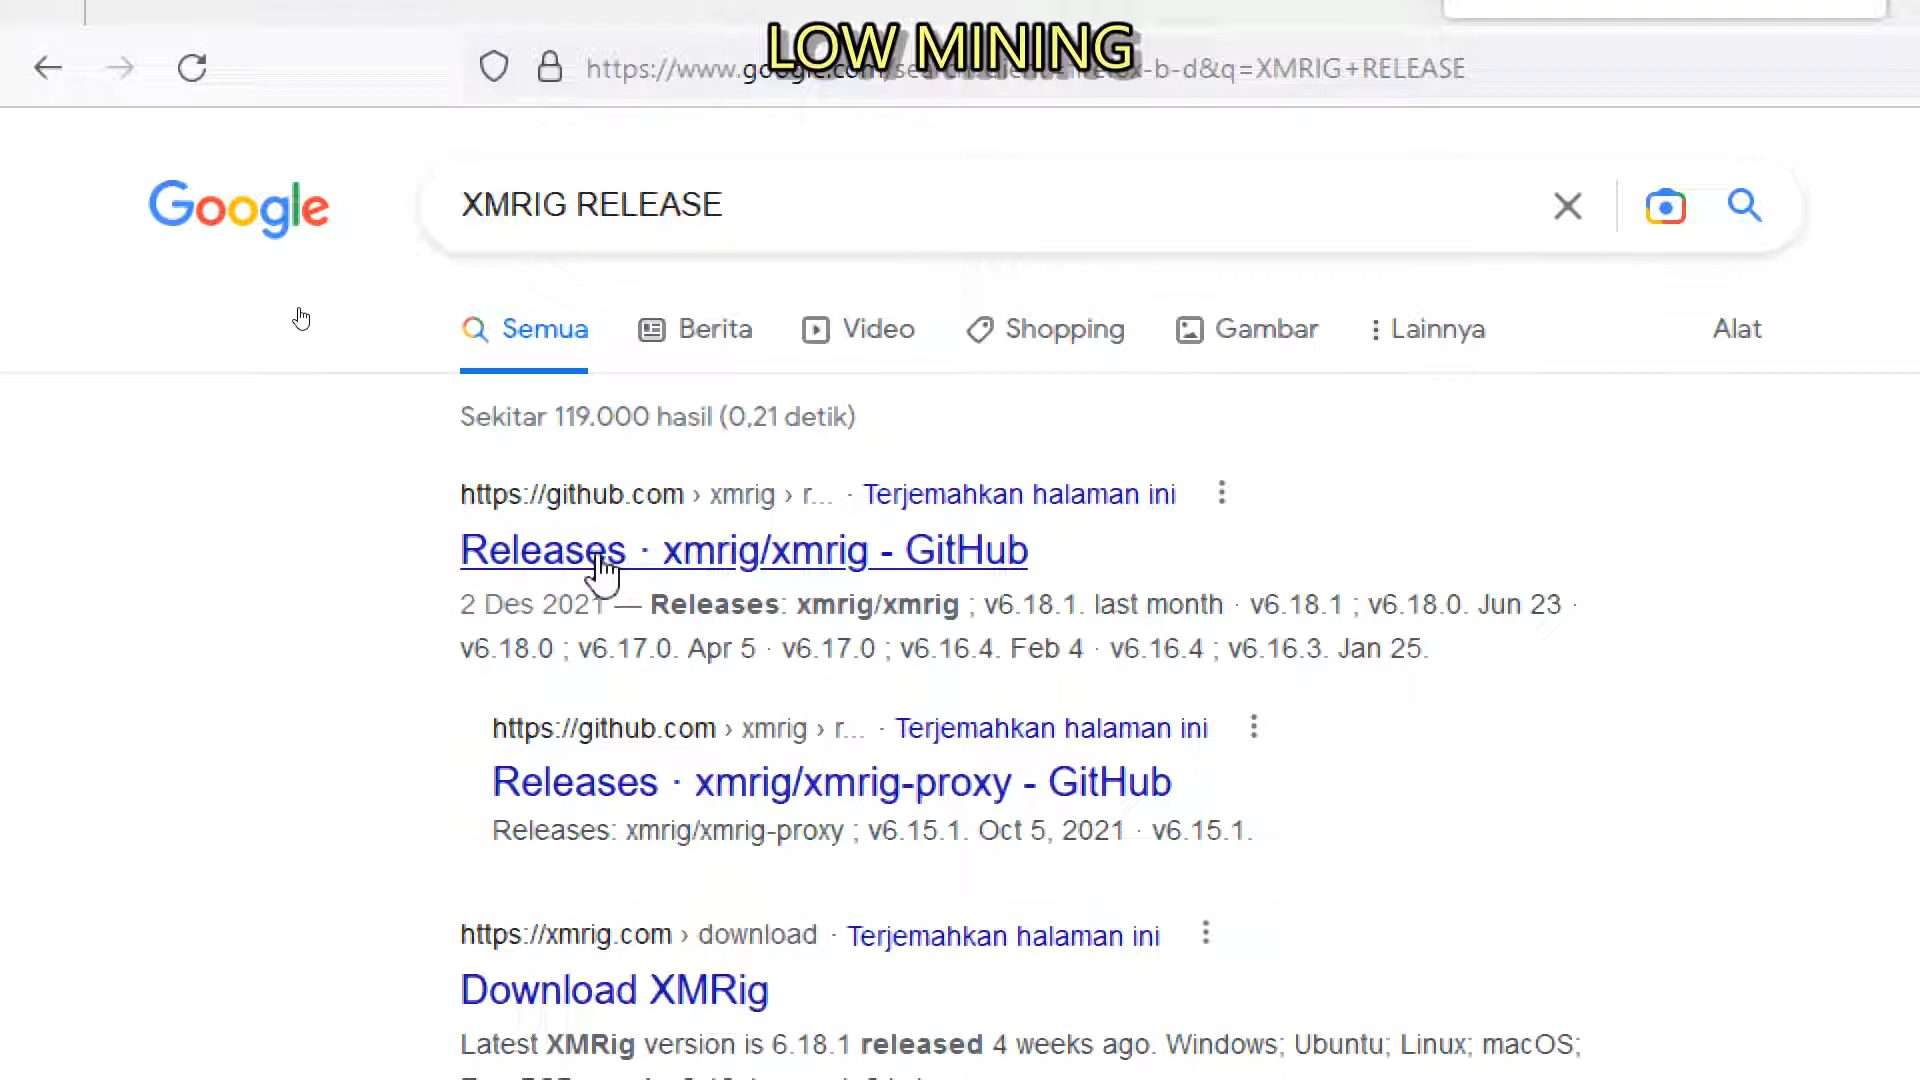 LOW MINING
https://www.google.com/search?client=firefox-b-d&q=XMRIG+RELEASE
Google
XMRIG RELEASE
Semua
Berita
Video
Shopping
Gambar
Lainnya
Alat
Sekitar 119.000 hasil (0,21 detik)
https://github.com › xmrig › r... · Terjemahkan halaman ini
Releases · xmrig/xmrig - GitHub
2 Des 2021 — Releases: xmrig/xmrig ; v6.18.1. last month · v6.18.1 ; v6.18.0. Jun 23 ·
v6.18.0 ; v6.17.0. Apr 5 · v6.17.0 ; v6.16.4. Feb 4 · v6.16.4 ; v6.16.3. Jan 25.
https://github.com › xmrig › r... · Terjemahkan halaman ini
Releases · xmrig/xmrig-proxy - GitHub
Releases: xmrig/xmrig-proxy ; v6.15.1. Oct 5, 2021 · v6.15.1.
https://xmrig.com › download · Terjemahkan halaman ini
Download XMRig
Latest XMRig version is 6.18.1 released 4 weeks ago. Windows; Ubuntu; Linux; macOS;